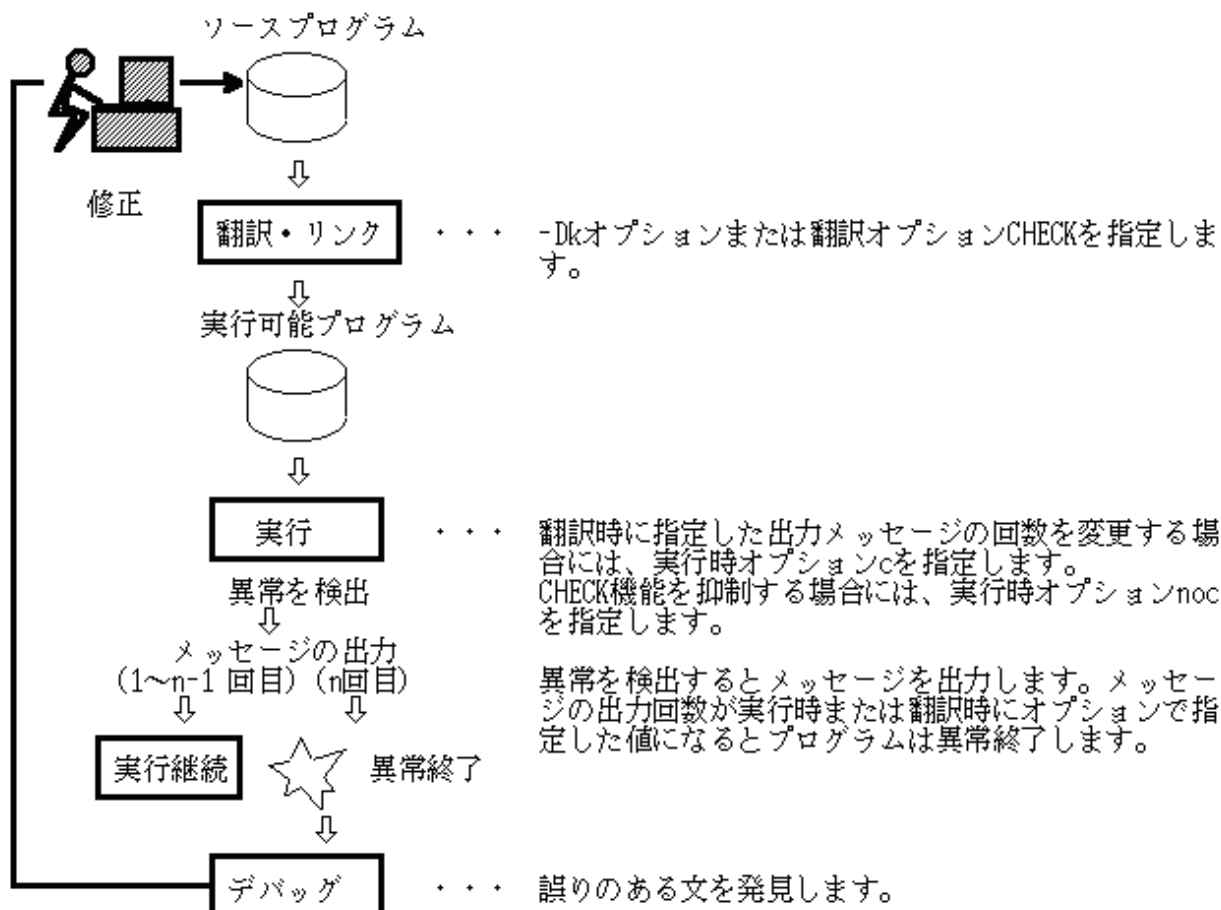 ソースプログラム
修正
翻訳・リンク ・・・ -Dkオプションまたは翻訳オプションCHECKを指定しま
す。
実行可能プログラム
実行 ・・・ 翻訳時に指定した出力メッセージの回数を変更する場
合には、実行時オプションcを指定します。
CHECK機能を抑制する場合には、実行時オプションnoc
を指定します。
異常を検出
メッセージの出力
(1～n-1 回目) (n回目)
異常を検出するとメッセージを出力します。メッセー
ジの出力回数が実行時または翻訳時にオプションで指
定した値になるとプログラムは異常終了します。
実行継続 異常終了
デバッグ ・・・ 誤りのある文を発見します。